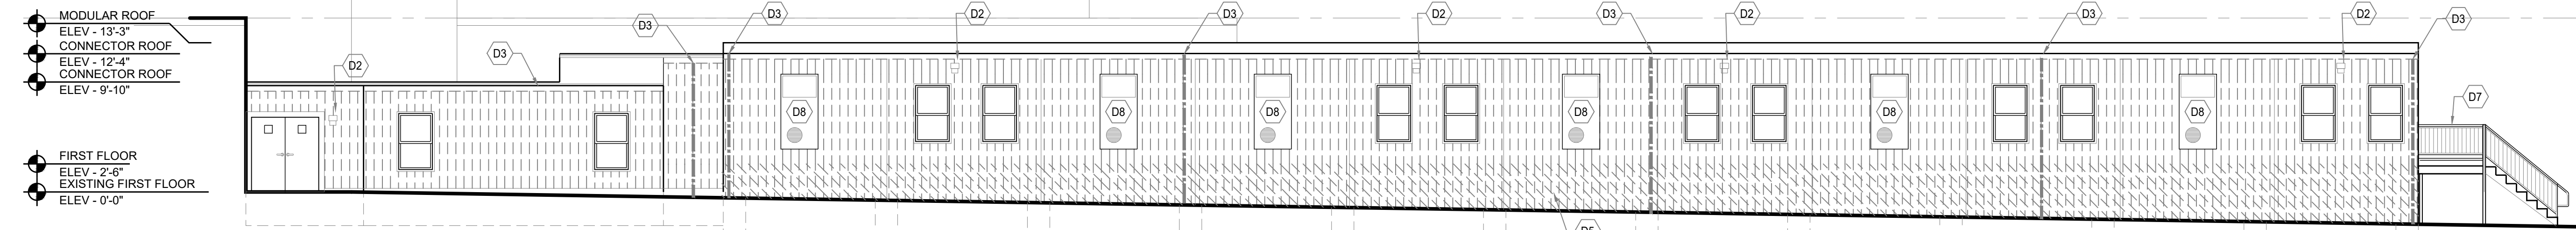 MODULAR ROOF
ELEV - 13'-3"
CONNECTOR ROOF
ELEV - 12'-4"
CONNECTOR ROOF
ELEV - 9'-10"
FIRST FLOOR
ELEV - 2'-6"
EXISTING FIRST FLOOR
ELEV - 0'-0"
D2
D3
D3
D3
D2
D3
D2
D3
D2
D3
D2
D3
D7
D8
D8
D8
D8
D8
D8
D5